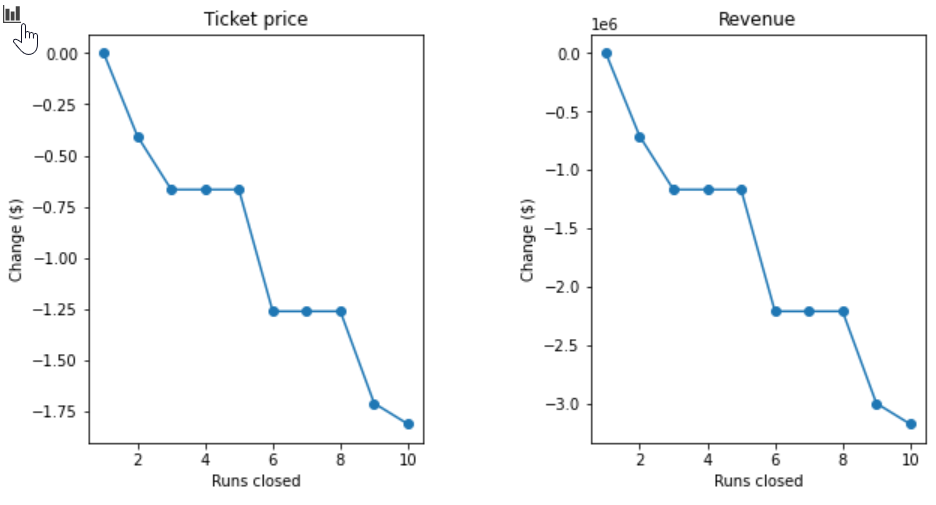 Ticket price
0.00
−0.25
−0.50
−0.75
−1.00
−1.25
−1.50
−1.75
Change ($)
2 4 6 8 10
Runs closed
Revenue
1e6
0.0
−0.5
−1.0
−1.5
−2.0
−2.5
−3.0
Change ($)
2 4 6 8 10
Runs closed